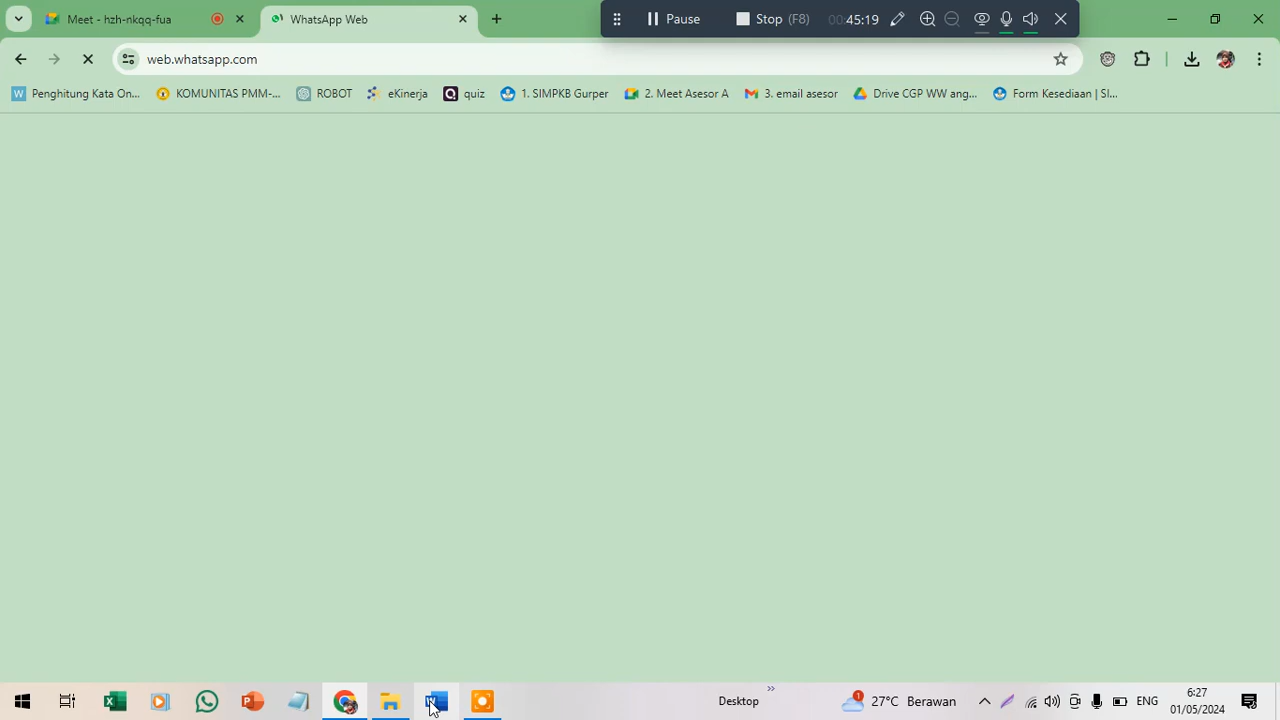 Meet - hzh-nkqq-fua
WhatsApp Web
Pause
Stop (F8)
00:45:19
web.whatsapp.com
Penghitung Kata On...
KOMUNITAS PMM-...
ROBOT
eKinerja
quiz
1. SIMPKB Gurper
2. Meet Asesor A
3. email asesor
Drive CGP WW ang...
Form Kesediaan | SI...
Desktop
27°C Berawan
ENG
6:27
01/05/2024